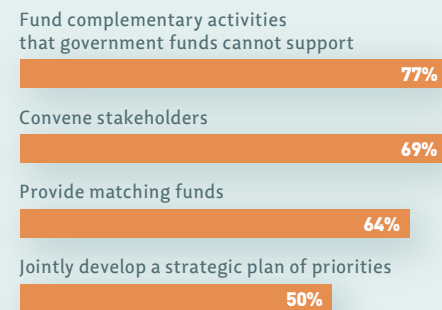 Fund complementary activities
that government funds cannot support
77%
Convene stakeholders
69%
Provide matching funds
64%
Jointly develop a strategic plan of priorities
50%